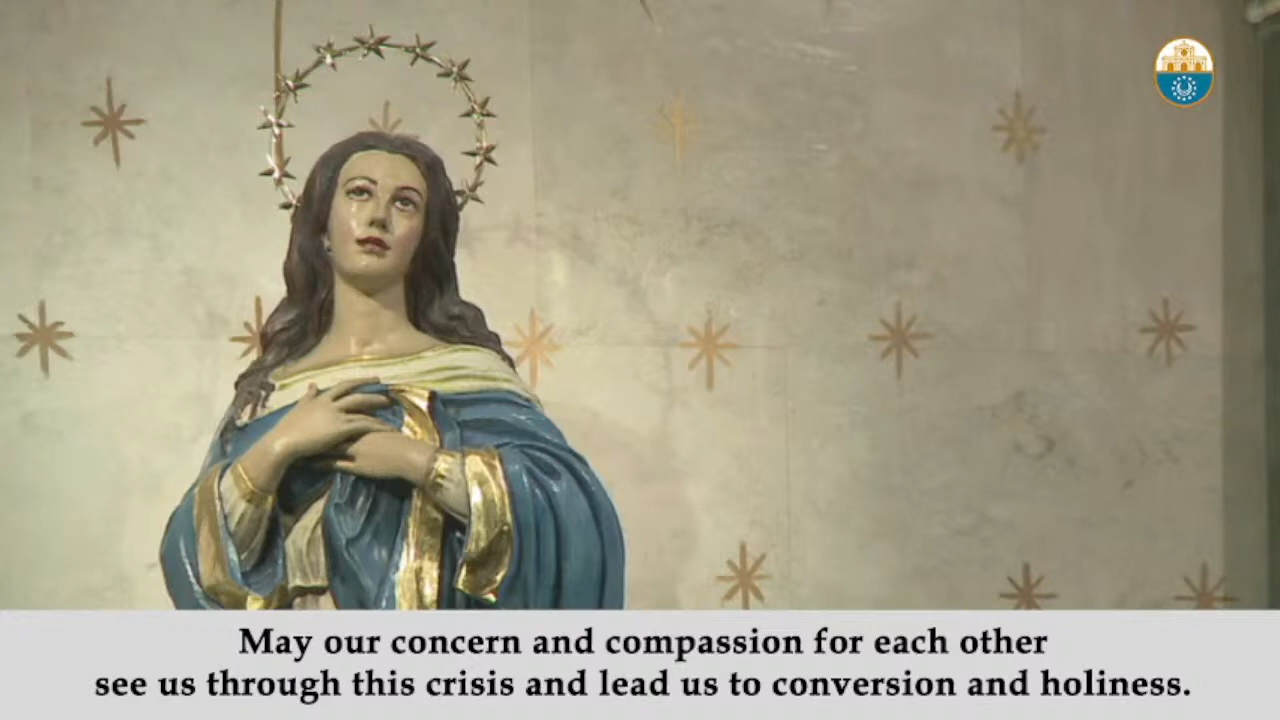 May our concern and compassion for each other
see us through this crisis and lead us to conversion and holiness.